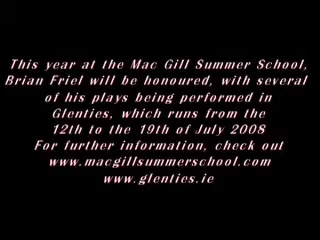 This year at the Mac Gill Summer School,
Brian Friel will be honoured, with several
of his plays being performed in
Glenties, which runs from the
12th to the 19th of July 2008
For further information, check out
www.macgillsummerschool.com
www.glenties.ie